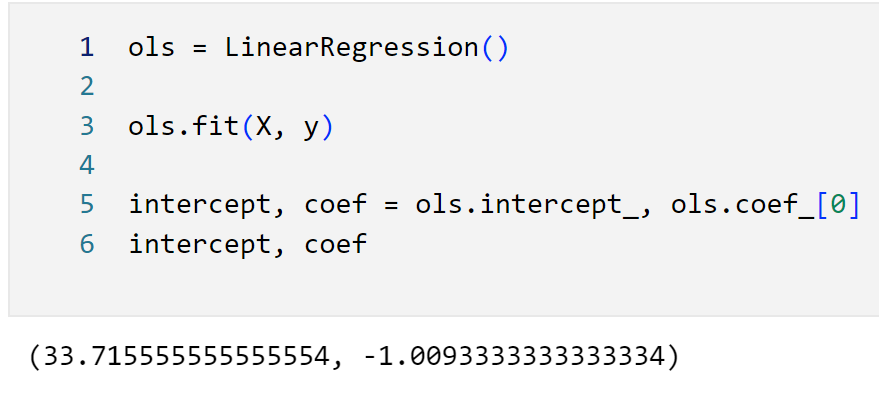 1 ols = LinearRegression()
2
3 ols.fit(X, y)
4
5 intercept, coef = ols.intercept_, ols.coef_[0]
6 intercept, coef
(33.715555555555554, -1.0093333333333334)